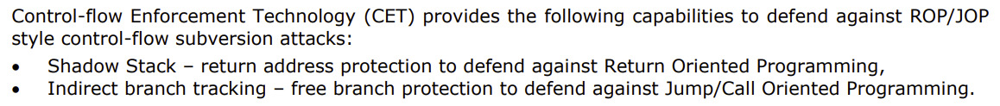 Control-flow Enforcement Technology (CET) provides the following capabilities to defend against ROP/JOP
style control-flow subversion attacks:
• Shadow Stack – return address protection to defend against Return Oriented Programming,
• Indirect branch tracking – free branch protection to defend against Jump/Call Oriented Programming.